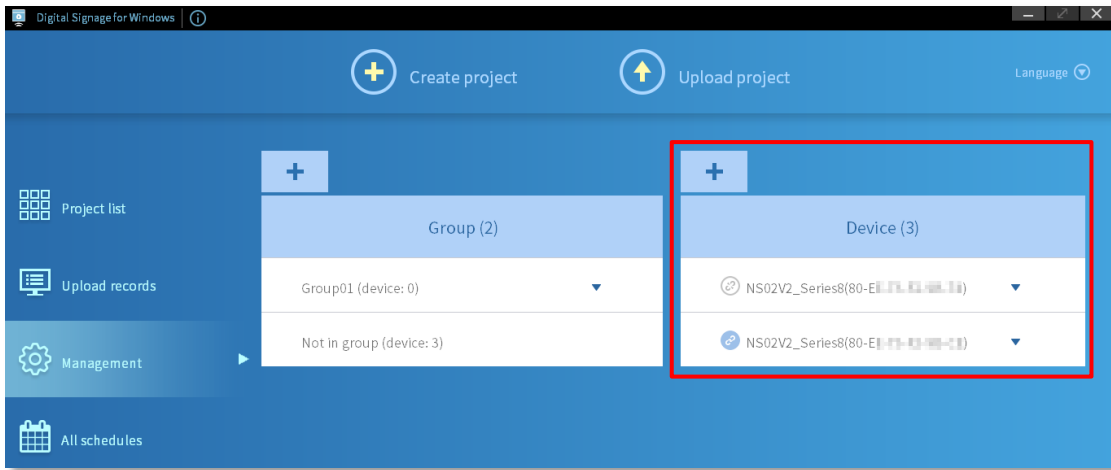 Digital Signage for Windows
Create project
Upload project
Language
Project list
Upload records
Management
All schedules
Group (2)
Group01 (device: 0)
Not in group (device: 3)
Device (3)
NS02V2_Series8(80-E
NS02V2_Series8(80-E